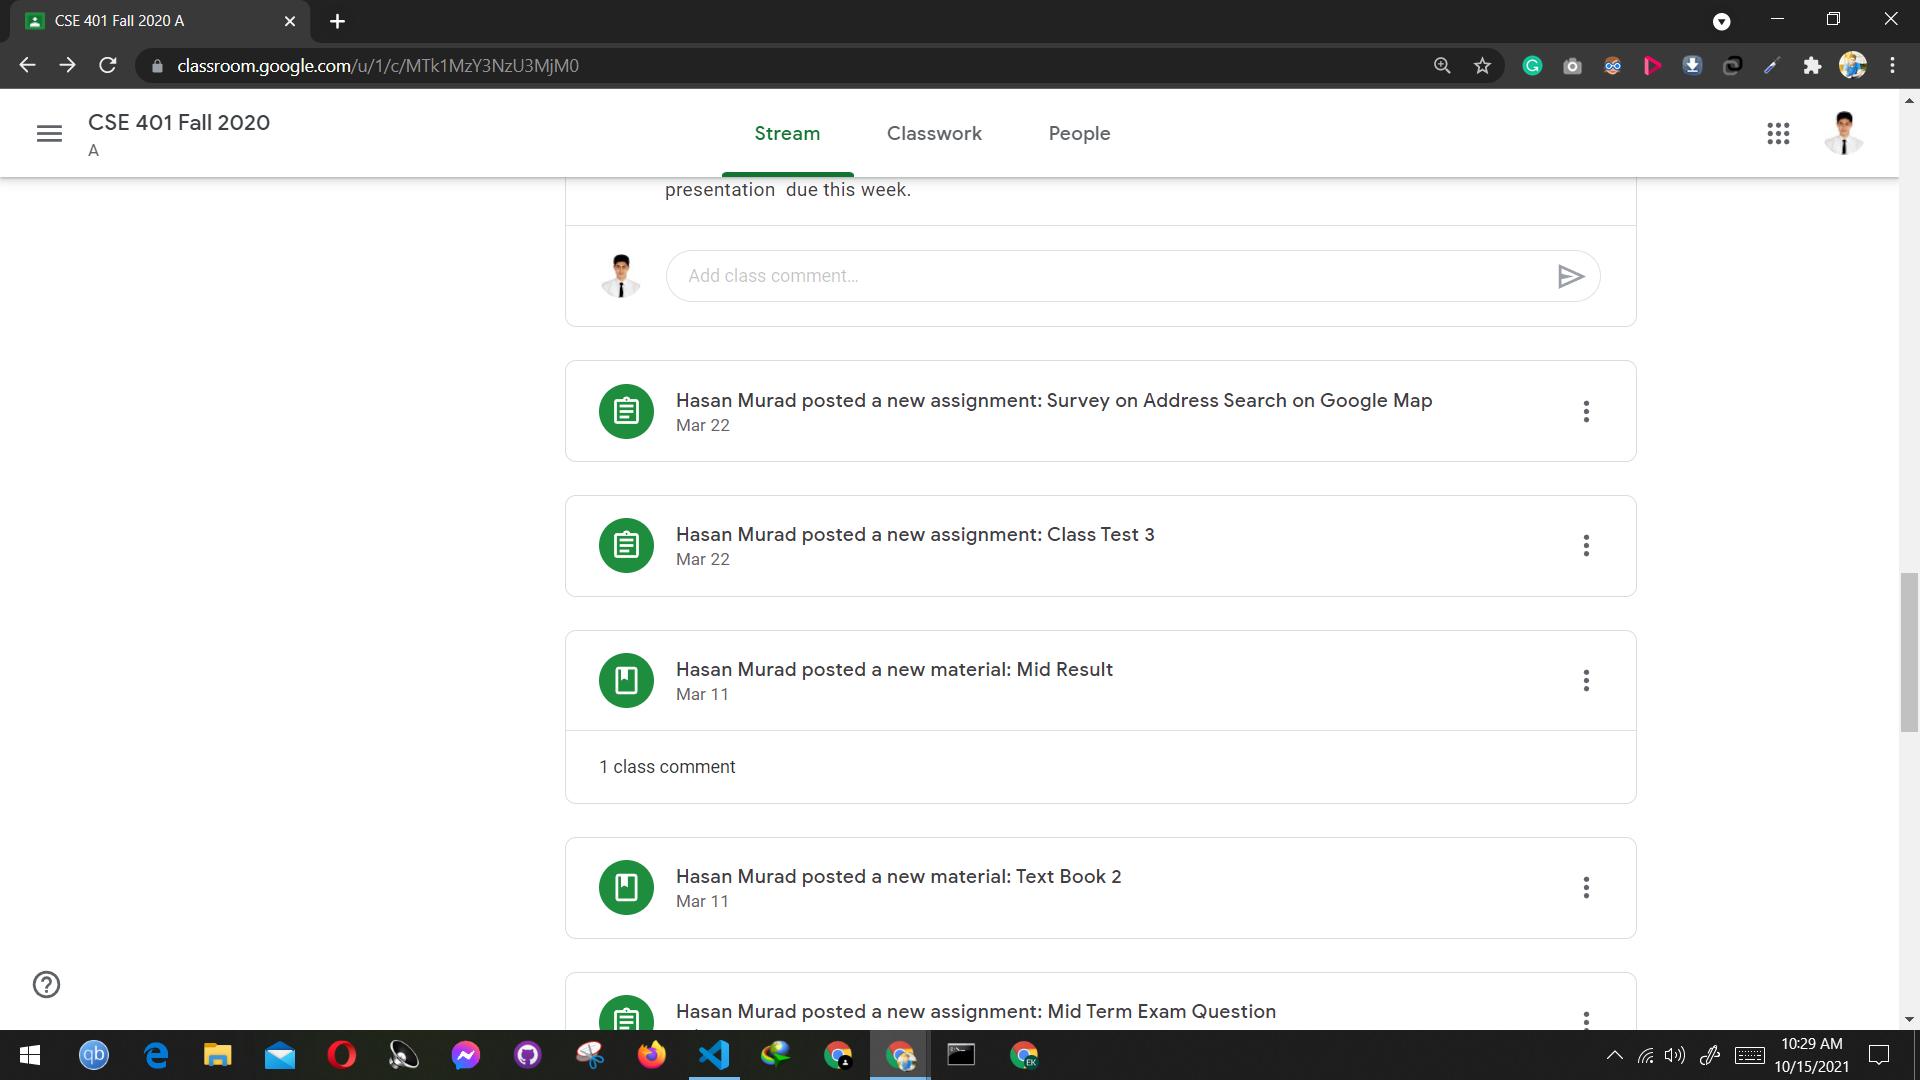 CSE 401 Fall 2020 A
classroom.google.com/u/1/c/MTk1MzY3NzU3MjM0
CSE 401 Fall 2020
A
Stream
Classwork
People
presentation due this week.
Add class comment...
Hasan Murad posted a new assignment: Survey on Address Search on Google Map
Mar 22
Hasan Murad posted a new assignment: Class Test 3
Mar 22
Hasan Murad posted a new material: Mid Result
Mar 11
1 class comment
Hasan Murad posted a new material: Text Book 2
Mar 11
Hasan Murad posted a new assignment: Mid Term Exam Question
qb
EK
10:29 AM
10/15/2021